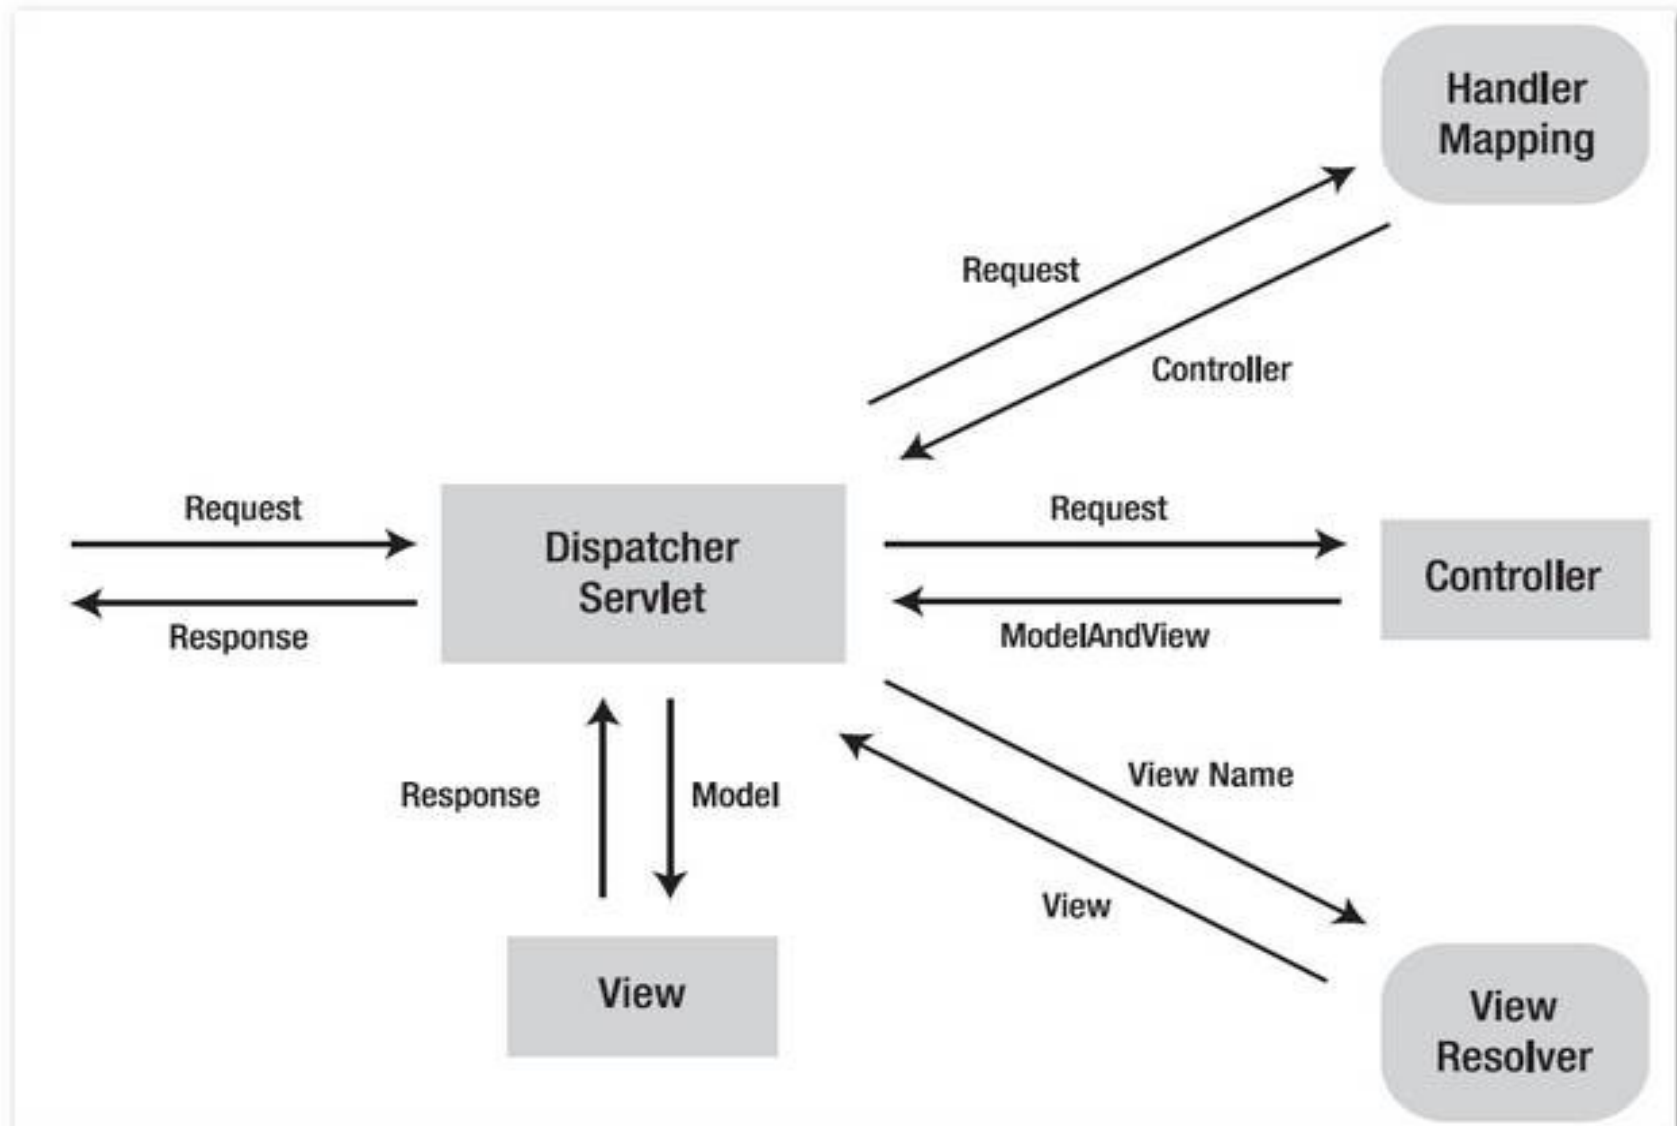 Handler
Mapping
Request
Controller
Request
Response
Dispatcher
Servlet
Request
ModelAndView
Controller
Response
Model
View Name
View
View
View
Resolver